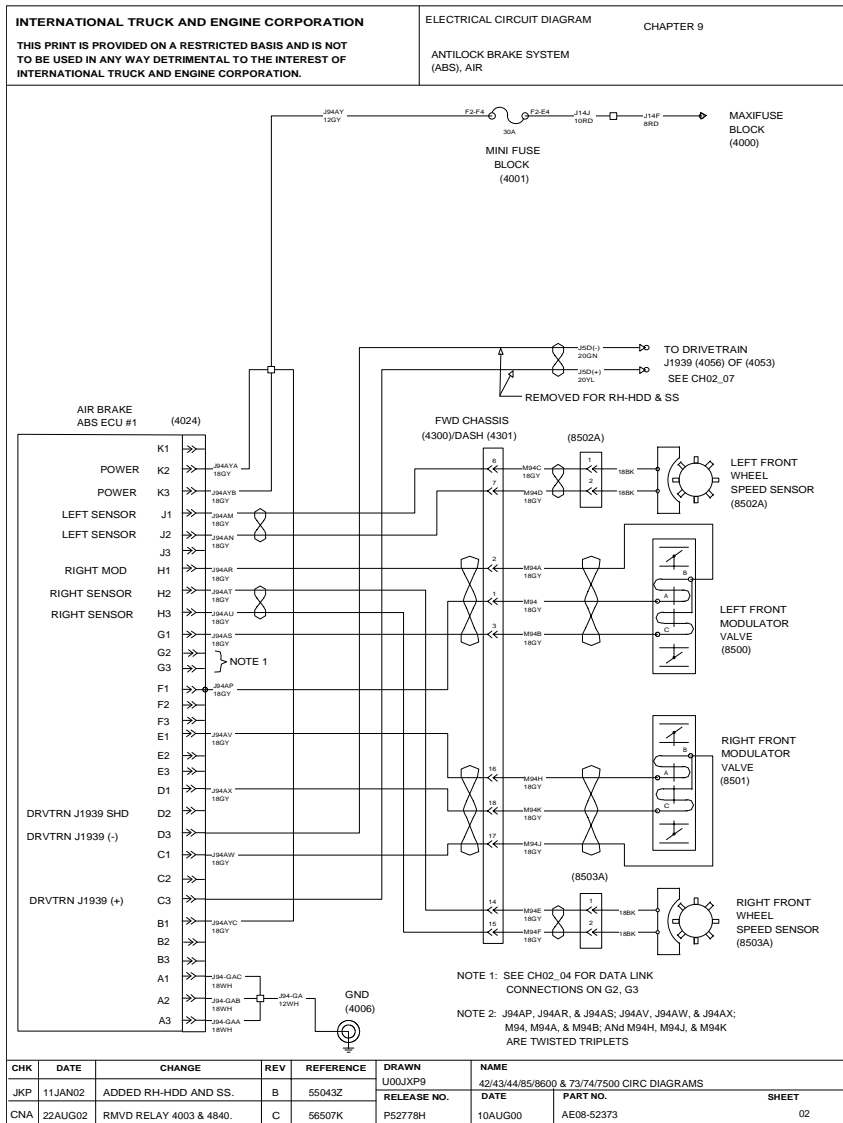 INTERNATIONAL TRUCK AND ENGINE CORPORATION
THIS PRINT IS PROVIDED ON A RESTRICTED BASIS AND IS NOT
TO BE USED IN ANY WAY DETRIMENTAL TO THE INTEREST OF
INTERNATIONAL TRUCK AND ENGINE CORPORATION.
ELECTRICAL CIRCUIT DIAGRAM
CHAPTER 9
ANTILOCK BRAKE SYSTEM
(ABS), AIR
J94AY
12GY
F2-F4
30A
F2-E4
J14J
10RD
J14F
8RD
MAXIFUSE
BLOCK
(4000)
MINI FUSE
BLOCK
(4001)
J5D(-)
20GN
J5D(+)
20YL
TO DRIVETRAIN
J1939 (4056) OF (4053)
SEE CH02_07
REMOVED FOR RH-HDD & SS
AIR BRAKE
ABS ECU #1
(4024)
FWD CHASSIS
(4300)/DASH (4301)
(8502A)
K1
POWER K2 J94AYA
18GY
POWER K3 J94AYB
18GY
LEFT SENSOR J1 J94AM
18GY
LEFT SENSOR J2 J94AN
18GY
J3
RIGHT MOD H1 J94AR
18GY
RIGHT SENSOR H2 J94AT
18GY
RIGHT SENSOR H3 J94AU
18GY
G1 J94AS
18GY
G2
G3
NOTE 1
F1 J94AP
18GY
F2
F3
E1 J94AV
18GY
E2
E3
D1 J94AX
18GY
DRVTRN J1939 SHD D2
DRVTRN J1939 (-) D3
C1 J94AW
18GY
C2
DRVTRN J1939 (+) C3
B1 J94AYC
18GY
B2
B3
A1 J94-GAC
18WH
A2 J94-GAB
18WH
A3 J94-GAA
18WH
J94-GA
12WH
GND
(4006)
6 M94C
18GY
1 18BK
7 M94D
18GY
2 18BK
LEFT FRONT
WHEEL
SPEED SENSOR
(8502A)
2 M94A
18GY
1 M94
18GY
3 M94B
18GY
B
A
C
LEFT FRONT
MODULATOR
VALVE
(8500)
16 M94H
18GY
18 M94K
18GY
17 M94J
18GY
B
A
C
RIGHT FRONT
MODULATOR
VALVE
(8501)
(8503A)
14 M94E
18GY
1 18BK
15 M94F
18GY
2 18BK
RIGHT FRONT
WHEEL
SPEED SENSOR
(8503A)
NOTE 1: SEE CH02_04 FOR DATA LINK
CONNECTIONS ON G2, G3
NOTE 2: J94AP, J94AR, & J94AS; J94AV, J94AW, & J94AX;
M94, M94A, & M94B; ANd M94H, M94J, & M94K
ARE TWISTED TRIPLETS
CHK DATE CHANGE REV REFERENCE
JKP 11JAN02 ADDED RH-HDD AND SS. B 55043Z
CNA 22AUG02 RMVD RELAY 4003 & 4840. C 56507K
DRAWN
U00JXP9
NAME
42/43/44/85/8600 & 73/74/7500 CIRC DIAGRAMS
RELEASE NO.
P52778H
DATE
10AUG00
PART NO.
AE08-52373
SHEET
02